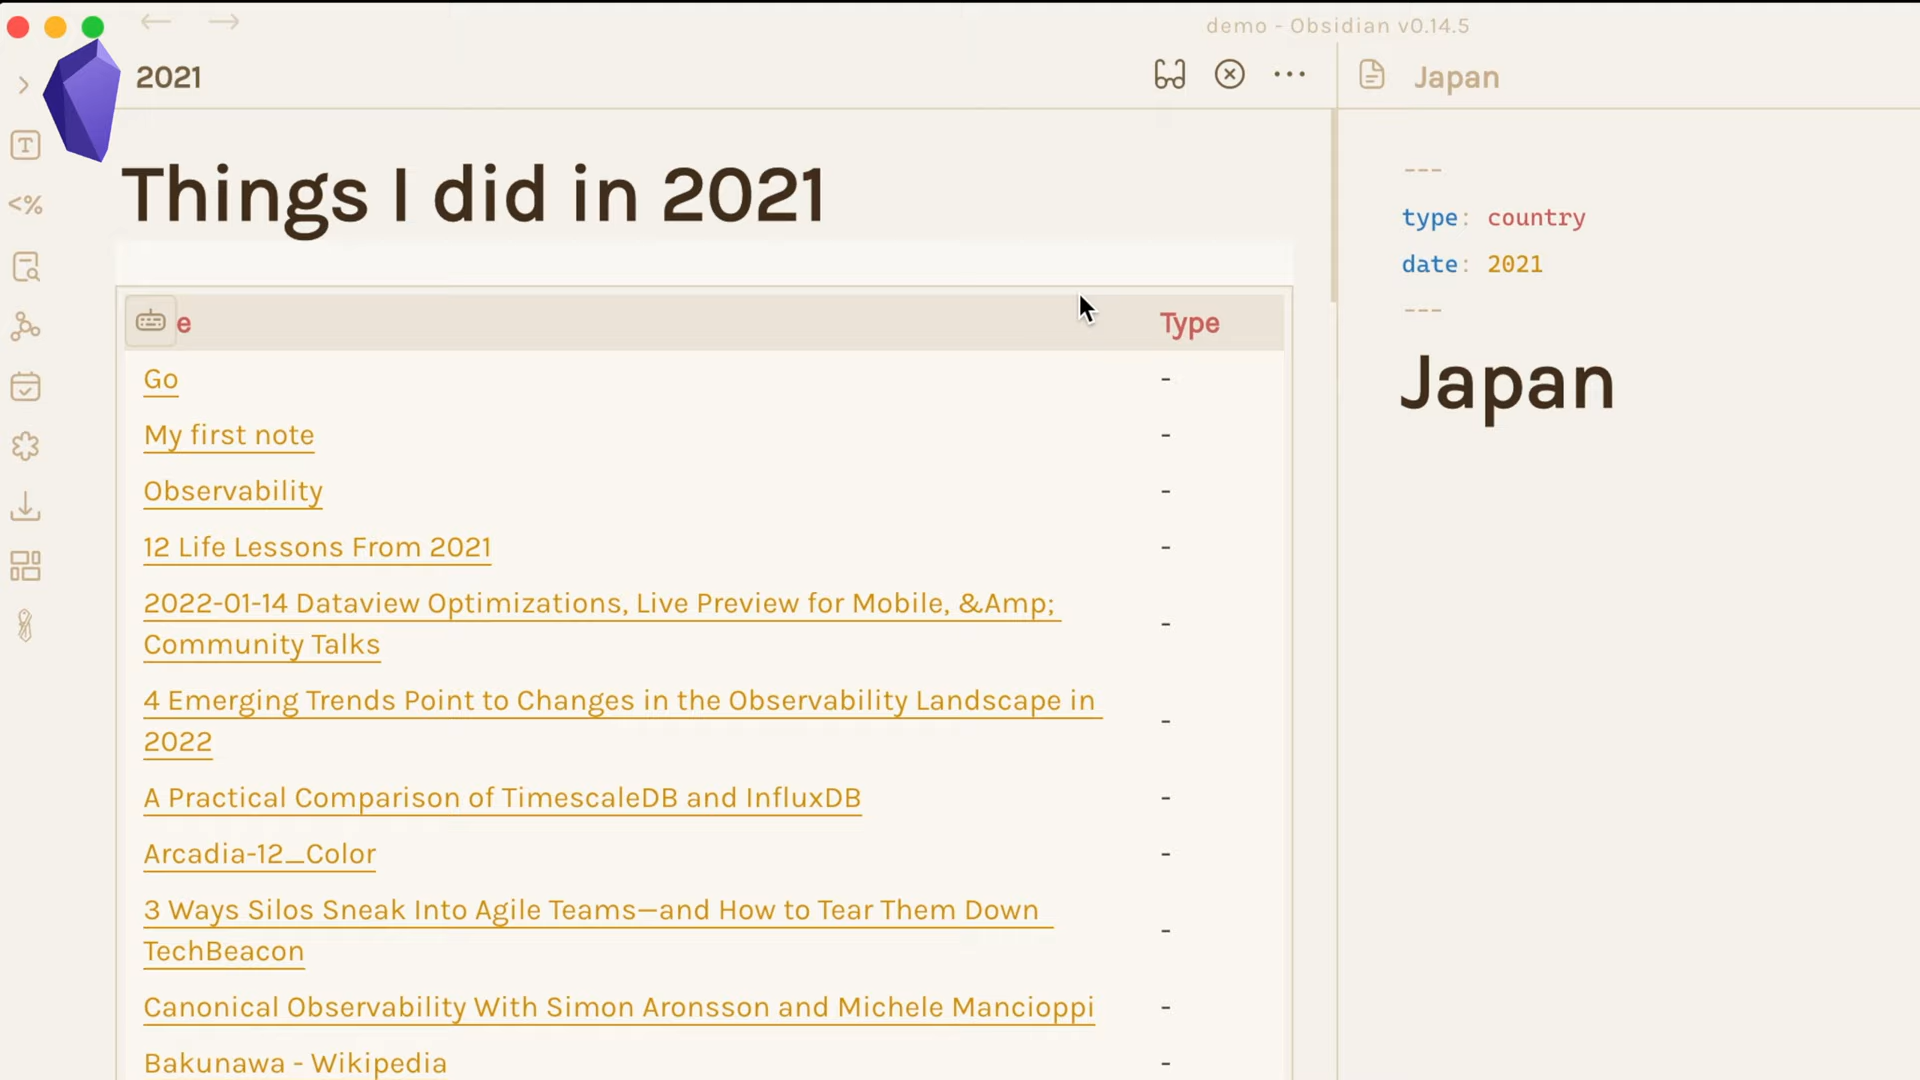 demo - Obsidian v0.14.5
2021
Japan
Things I did in 2021
e
Type
Go
-
My first note
-
Observability
-
12 Life Lessons From 2021
-
2022-01-14 Dataview Optimizations, Live Preview for Mobile, &Amp;
Community Talks
-
4 Emerging Trends Point to Changes in the Observability Landscape in
2022
-
A Practical Comparison of TimescaleDB and InfluxDB
-
Arcadia-12_Color
-
3 Ways Silos Sneak Into Agile Teams—and How to Tear Them Down
TechBeacon
-
Canonical Observability With Simon Aronsson and Michele Mancioppi
-
Bakunawa - Wikipedia
-
---
type: country
date: 2021
---
Japan
T
<%